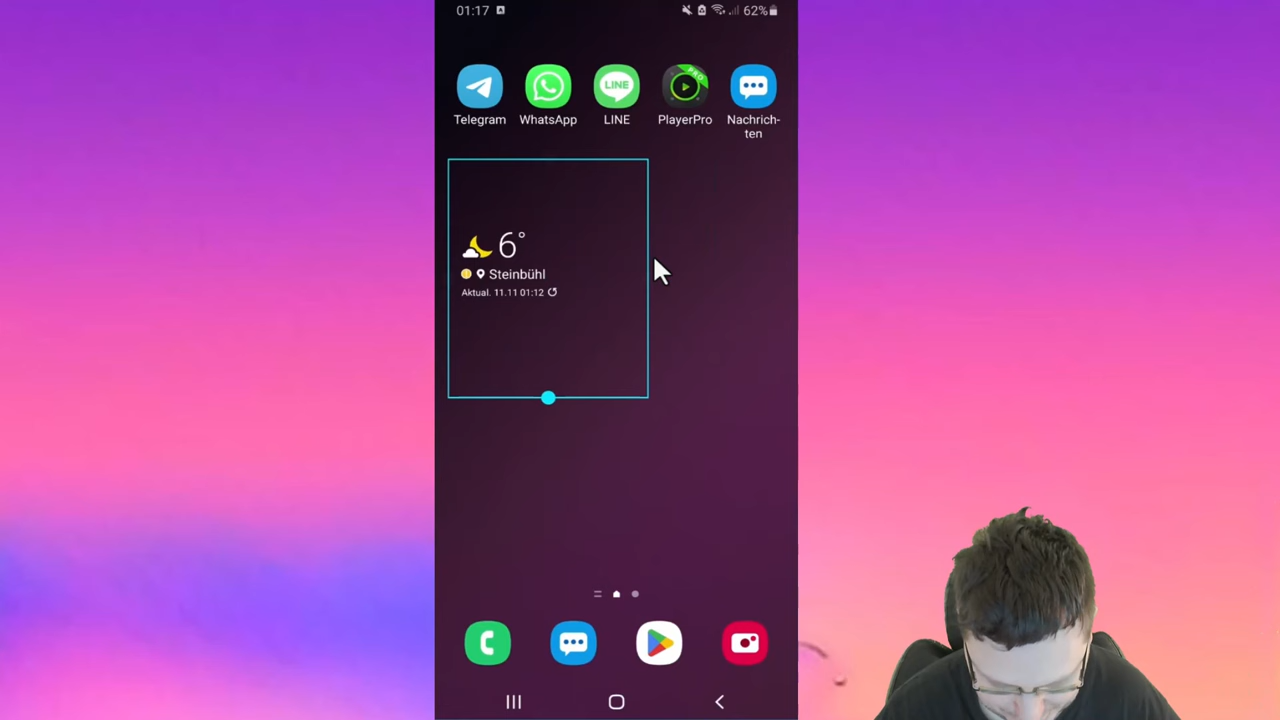 01:17
62%
LINE
PRO
Telegram
WhatsApp
LINE
PlayerPro
Nachrich-
ten
6°
Steinbühl
Aktual. 11.11 01:12